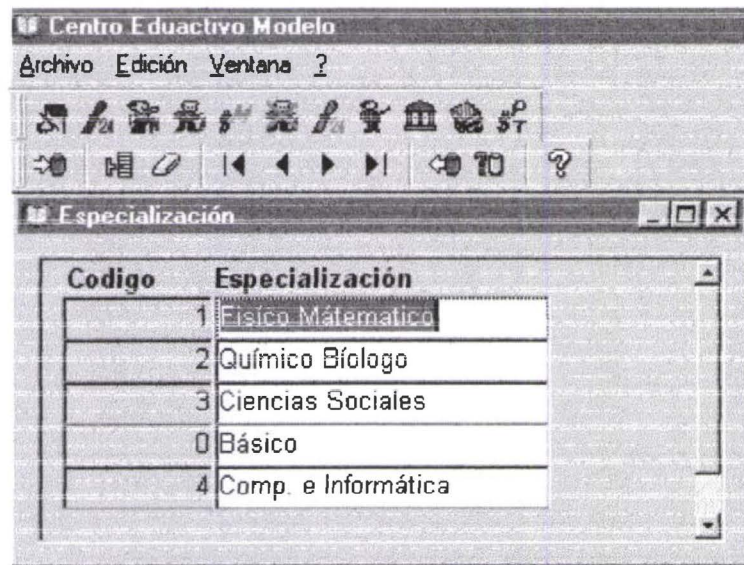 Centro Eduactivo Modelo
Archivo Edición Ventana ?
Especialización
Codigo Especialización
1 Fisíco Mátematico
2 Químico Bíologo
3 Ciencias Sociales
0 Básico
4 Comp. e Informática